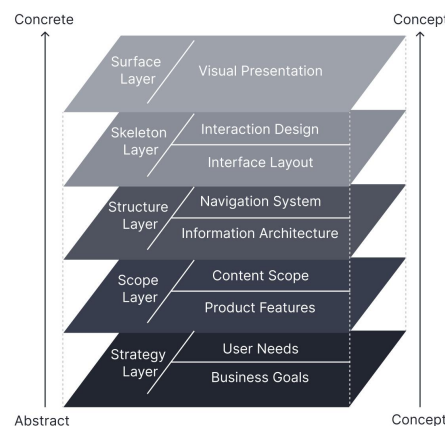 Concrete
Concept
Surface
Layer
Visual Presentation
Skeleton
Layer
Interaction Design
Interface Layout
Structure
Layer
Navigation System
Information Architecture
Scope
Layer
Content Scope
Product Features
Strategy
Layer
User Needs
Business Goals
Abstract
Concept